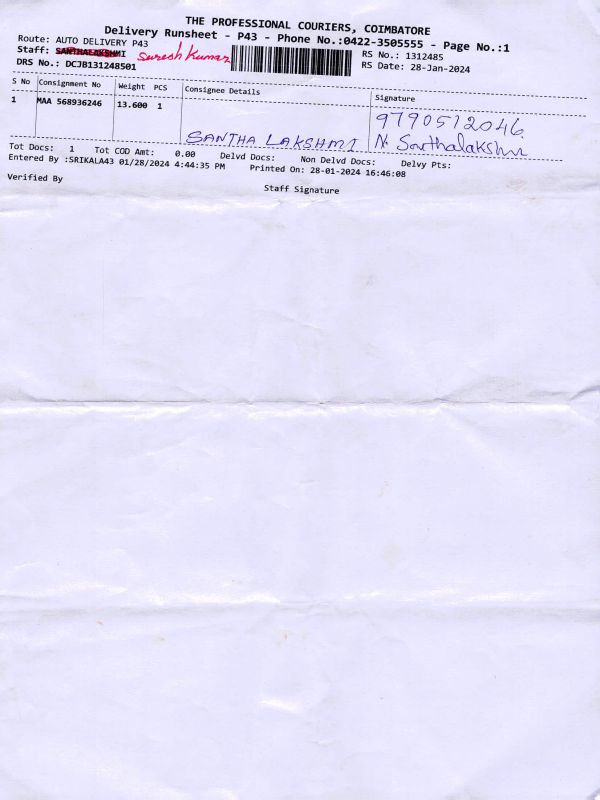 THE PROFESSIONAL COURIERS, COIMBATORE
Delivery Runsheet - P43 - Phone No.:0422-3505555 - Page No.:1
Route: AUTO DELIVERY P43 RS No.: 1312485
Staff: SANTHALAKSHMI Suresh Kumar RS Date: 28-Jan-2024
DRS No.: DCJB131248501
S No Consignment No Weight PCS Consignee Details Signature
1 MAA 568936246 13.600 1 9790512046
SANTHA LAKSHMI N. Santhalakshmi
Tot Docs: 1 Tot COD Amt: 0.00 Delvd Docs: Non Delvd Docs: Delvy Pts:
Entered By :SRIKALA43 01/28/2024 4:44:35 PM Printed On: 28-01-2024 16:46:08
Verified By Staff Signature